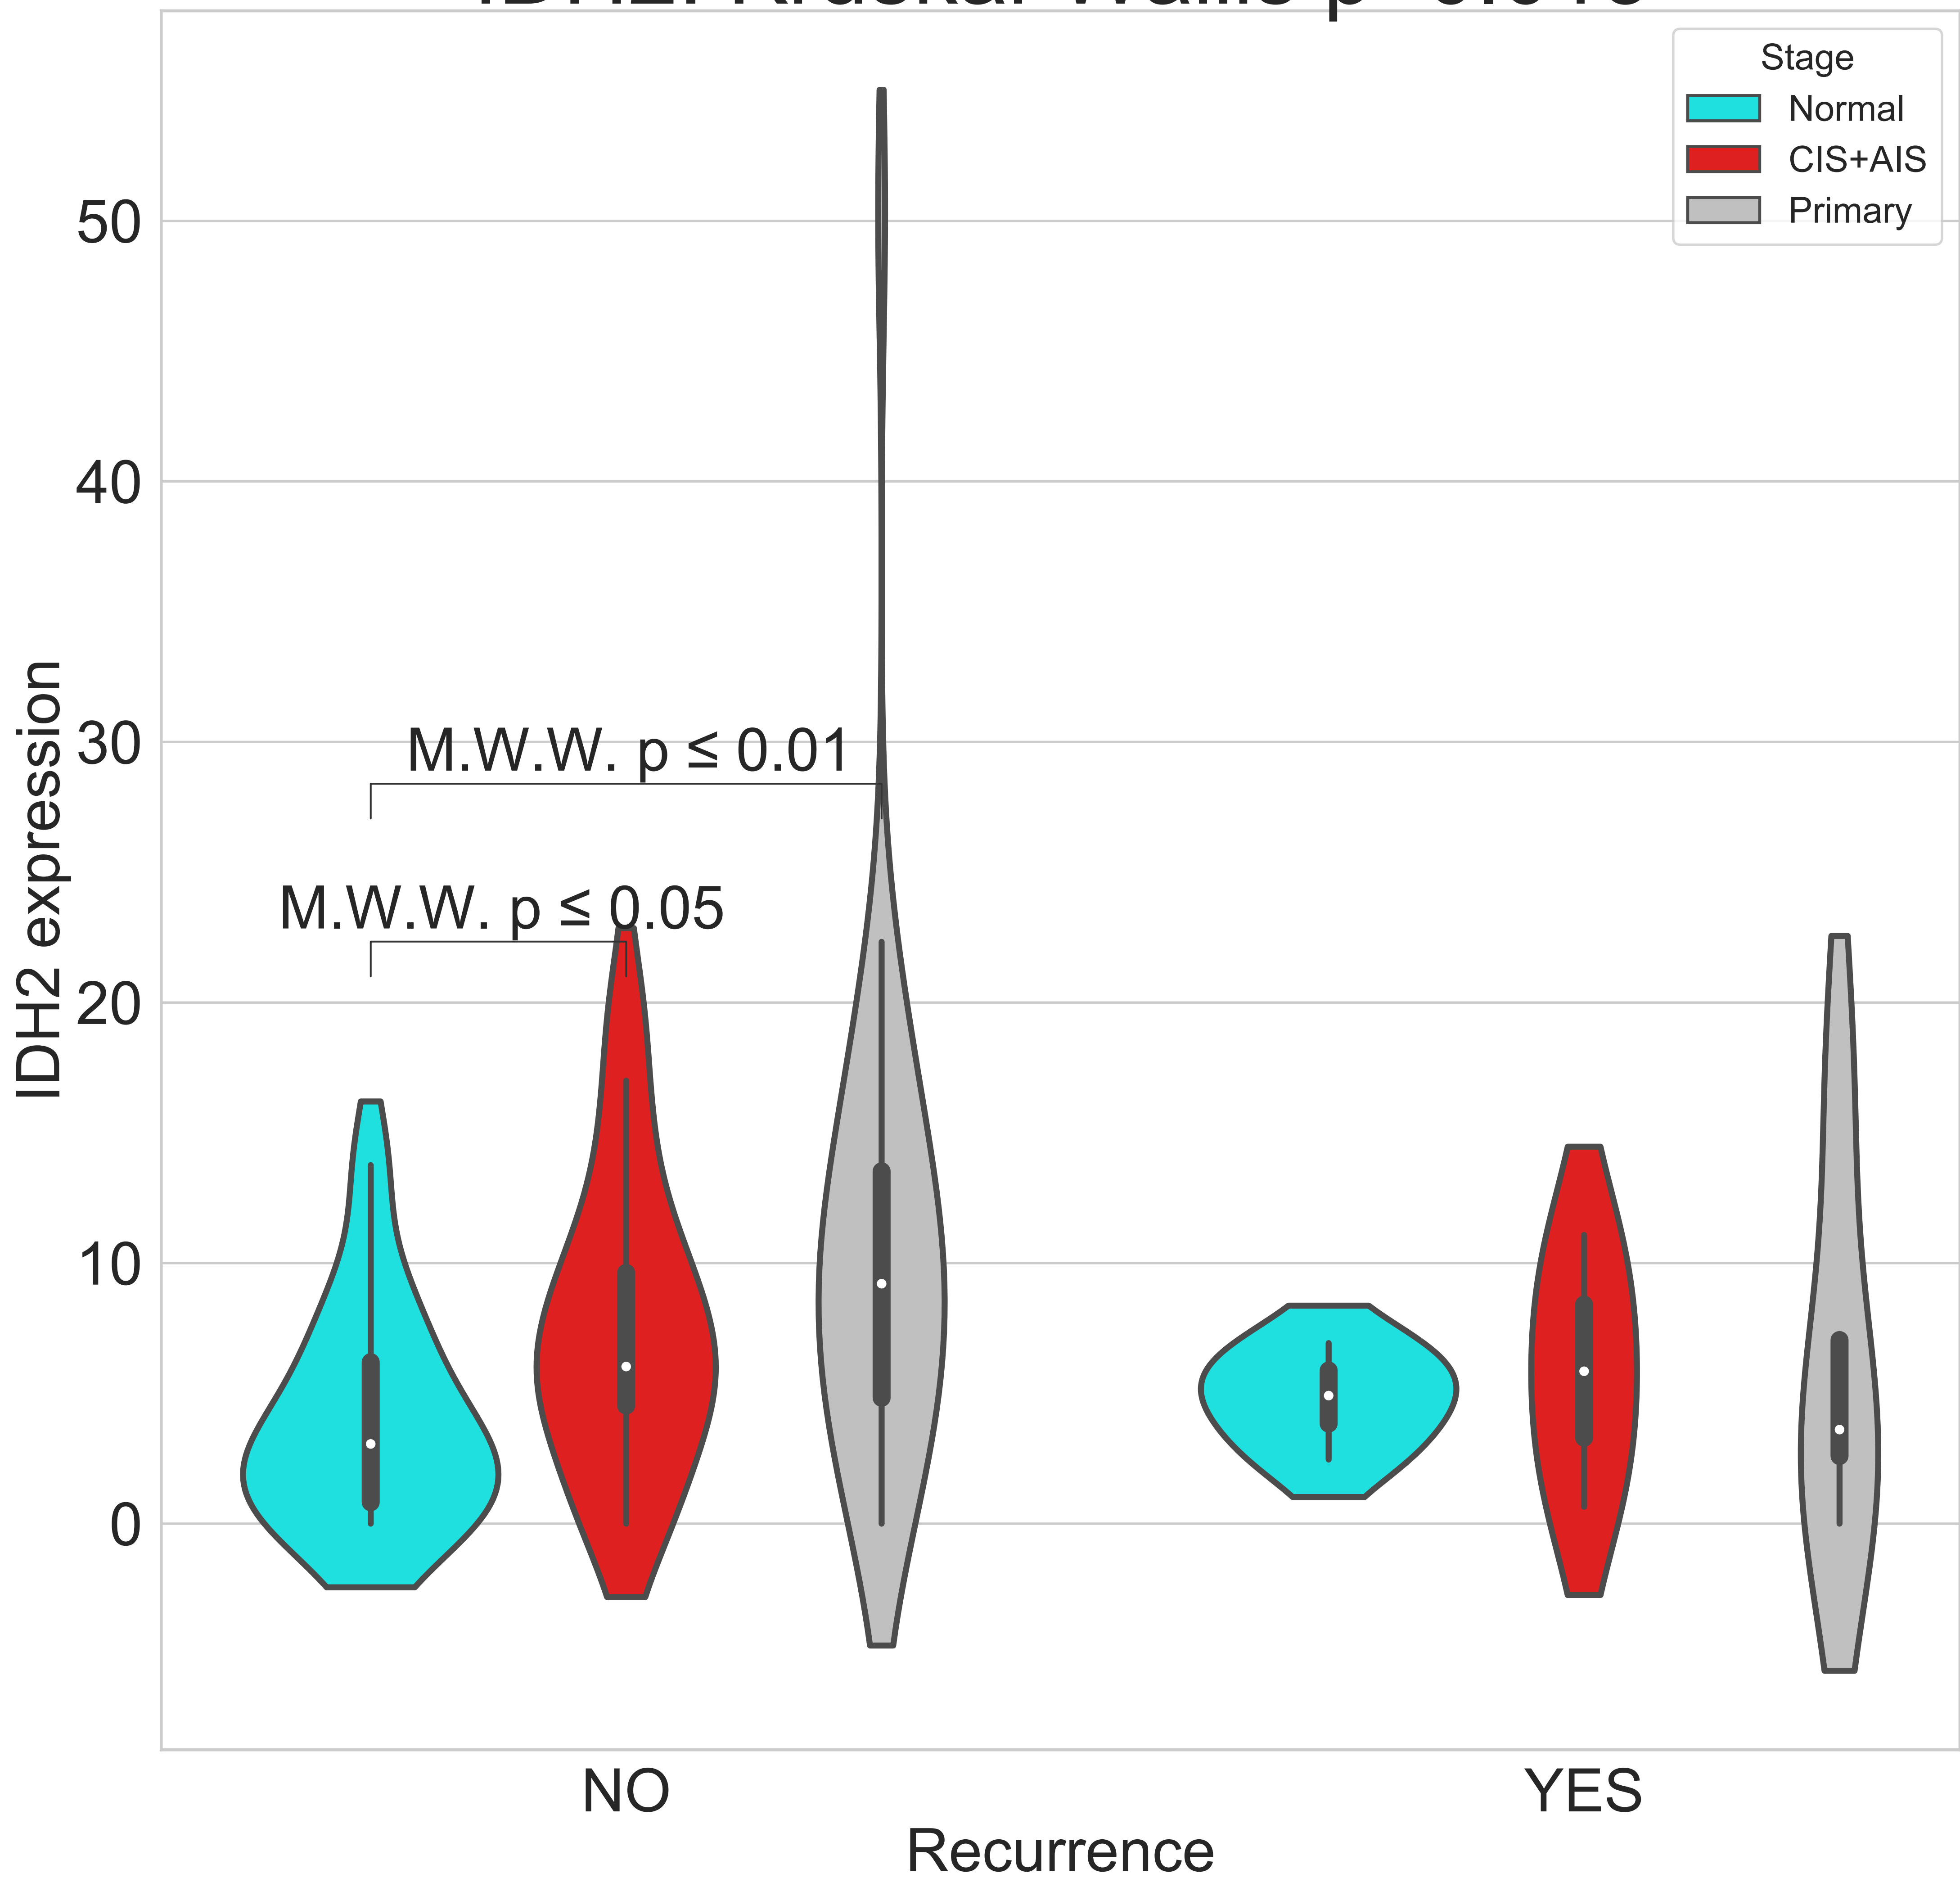 Stage
Normal
CIS+AIS
Primary
50
40
30
20
10
0
IDH2 expression
M.W.W. p ≤ 0.01
M.W.W. p ≤ 0.05
NO
YES
Recurrence